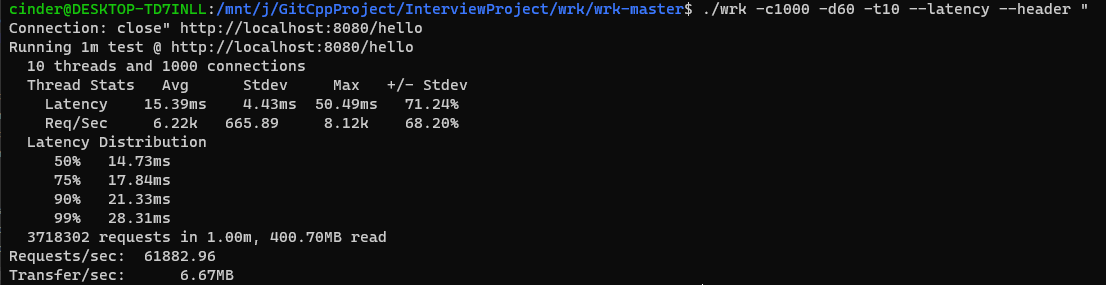 cinder@DESKTOP-TD7INLL:/mnt/j/GitCppProject/InterviewProject/wrk/wrk-master$ ./wrk -c1000 -d60 -t10 --latency --header "
Connection: close" http://localhost:8080/hello
Running 1m test @ http://localhost:8080/hello
  10 threads and 1000 connections
  Thread Stats   Avg      Stdev     Max   +/- Stdev
    Latency    15.39ms    4.43ms  50.49ms   71.24%
    Req/Sec     6.22k   665.89     8.12k    68.20%
  Latency Distribution
     50%   14.73ms
     75%   17.84ms
     90%   21.33ms
     99%   28.31ms
  3718302 requests in 1.00m, 400.70MB read
Requests/sec:  61882.96
Transfer/sec:      6.67MB